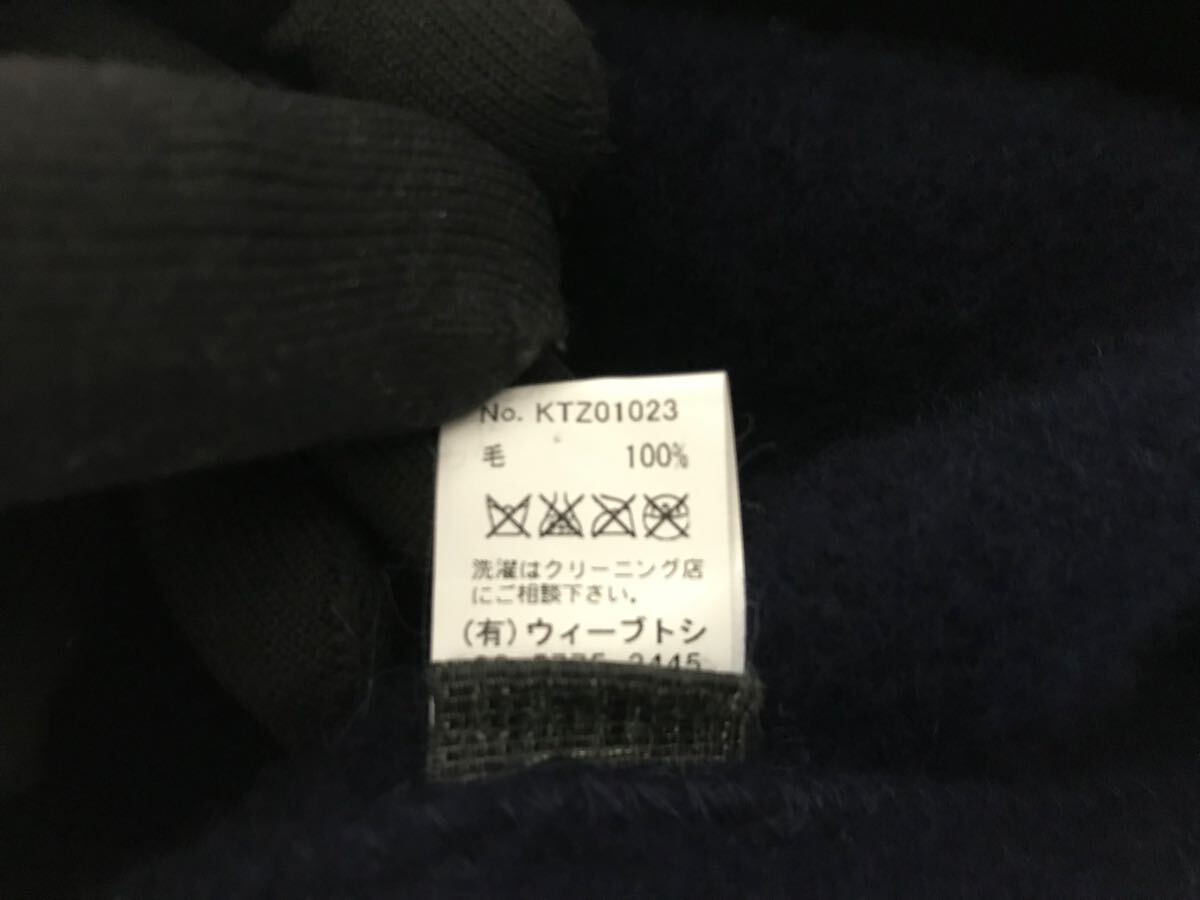 No. KTZ01023
毛 100%
洗濯はクリーニング店
にご相談下さい。
(有)ウィーブトシ
2445